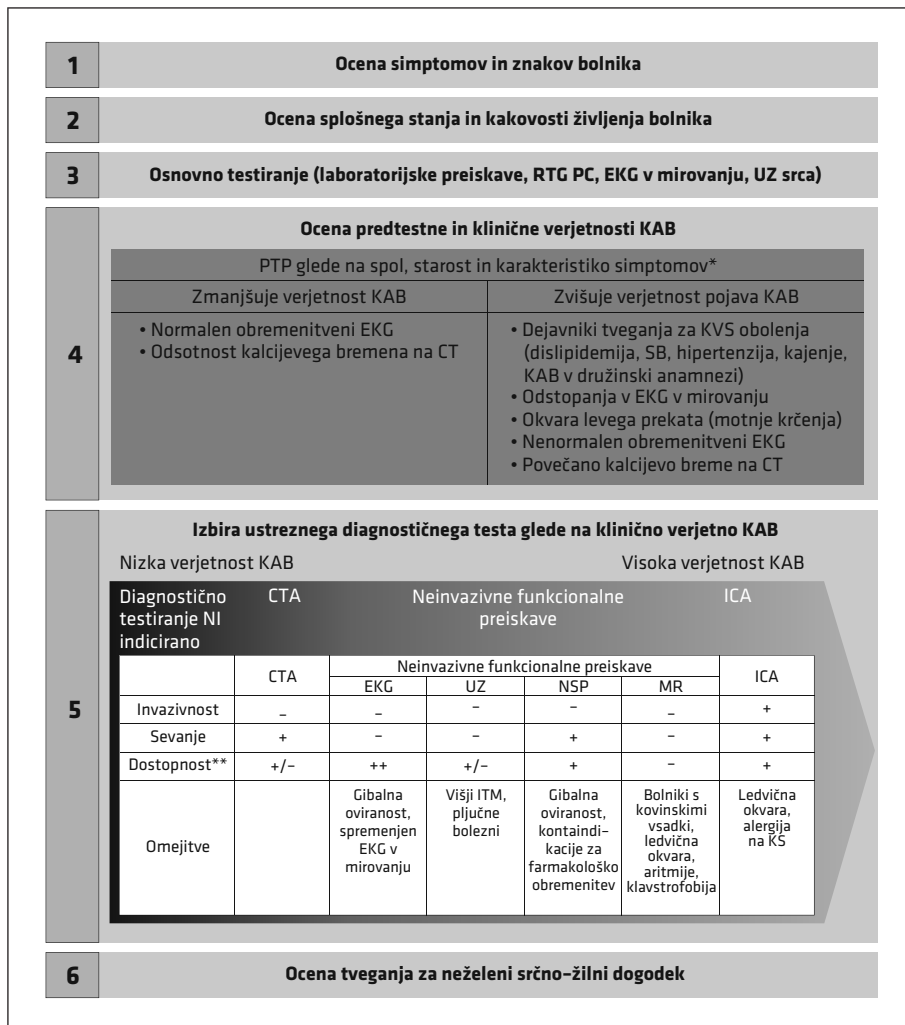 1
Ocena simptomov in znakov bolnika
2
Ocena splošnega stanja in kakovosti življenja bolnika
3
Osnovno testiranje (laboratorijske preiskave, RTG PC, EKG v mirovanju, UZ srca)
4
Ocena predtestne in klinične verjetnosti KAB
PTP glede na spol, starost in karakteristiko simptomov*
Zmanjšuje verjetnost KAB
• Normalen obremenitveni EKG
• Odsotnost kalcijevega bremena na CT
Zvišuje verjetnost pojava KAB
• Dejavniki tveganja za KVS obolenja
(dislipidemija, SB, hipertenzija, kajenje,
KAB v družinski anamnezi)
• Odstopanja v EKG v mirovanju
• Okvara levega prekata (motnje krčenja)
• Nenormalen obremenitveni EKG
• Povečano kalcijevo breme na CT
5
Izbira ustreznega diagnostičnega testa glede na klinično verjetno KAB
Nizka verjetnost KAB Visoka verjetnost KAB
Diagnostično
testiranje NI
indicirano
CTA
Neinvazivne funkcionalne
preiskave
ICA
CTA
Neinvazivne funkcionalne preiskave
ICA
EKG UZ NSP MR
Invazivnost – – – – – +
Sevanje + – – + – +
Dostopnost** +/– ++ +/– + – +
Omejitve
Gibalna
oviranost,
spremenjen
EKG v
mirovanju
Višji ITM,
pljučne
bolezni
Gibalna
oviranost,
kontaindi-
kacije za
farmakološko
obremenitev
Bolniki s
kovinskimi
vsadki,
ledvična
okvara,
aritmije,
klavstrofobija
Ledvična
okvara,
alergija
na KS
6
Ocena tveganja za neželeni srčno-žilni dogodek